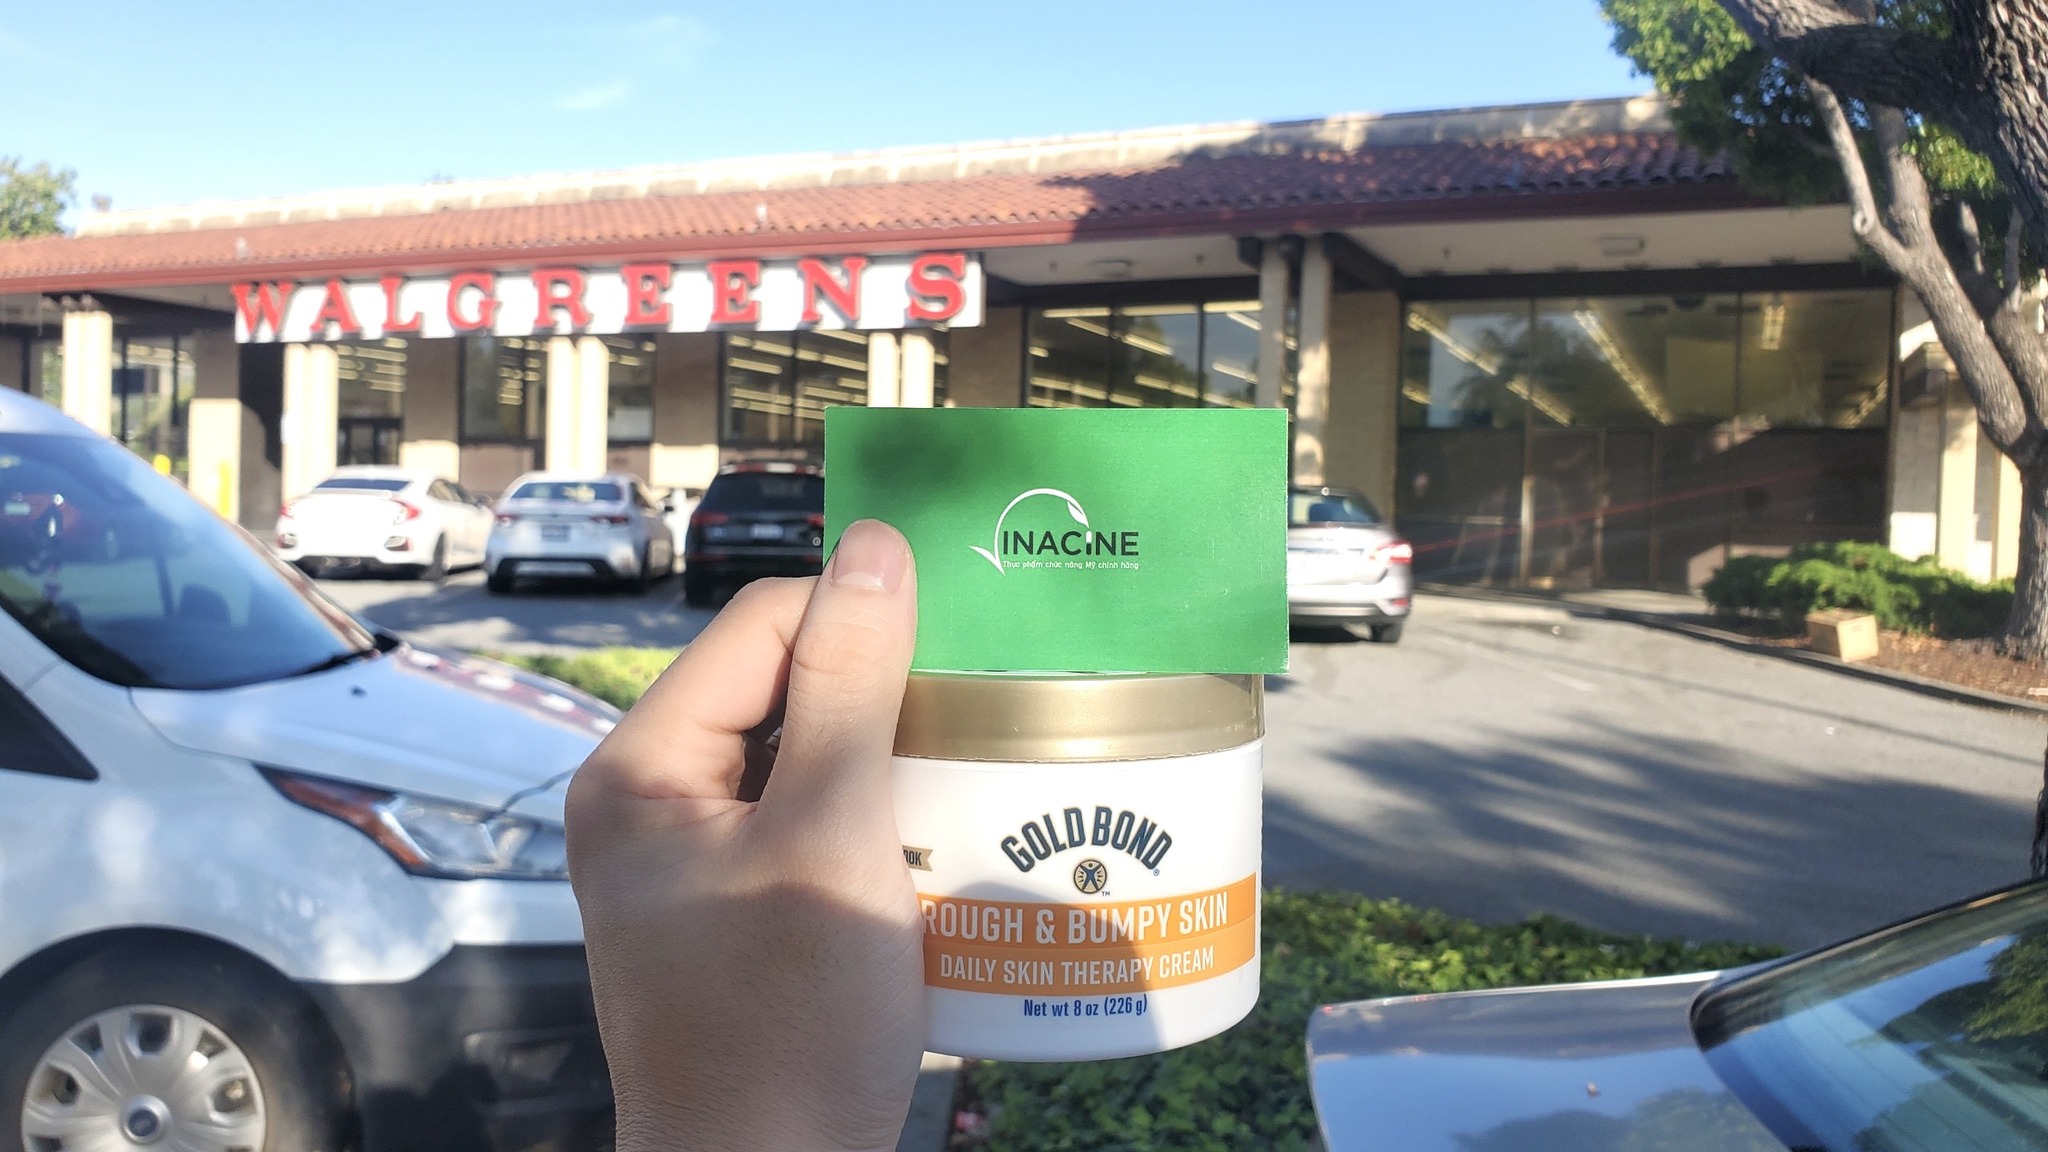 WALGREENS
INACiNE
Thực phẩm chức năng Mỹ chính hãng
GOLD BOND®
TM
ROUGH & BUMPY SKIN
DAILY SKIN THERAPY CREAM
Net wt 8 oz (226 g)